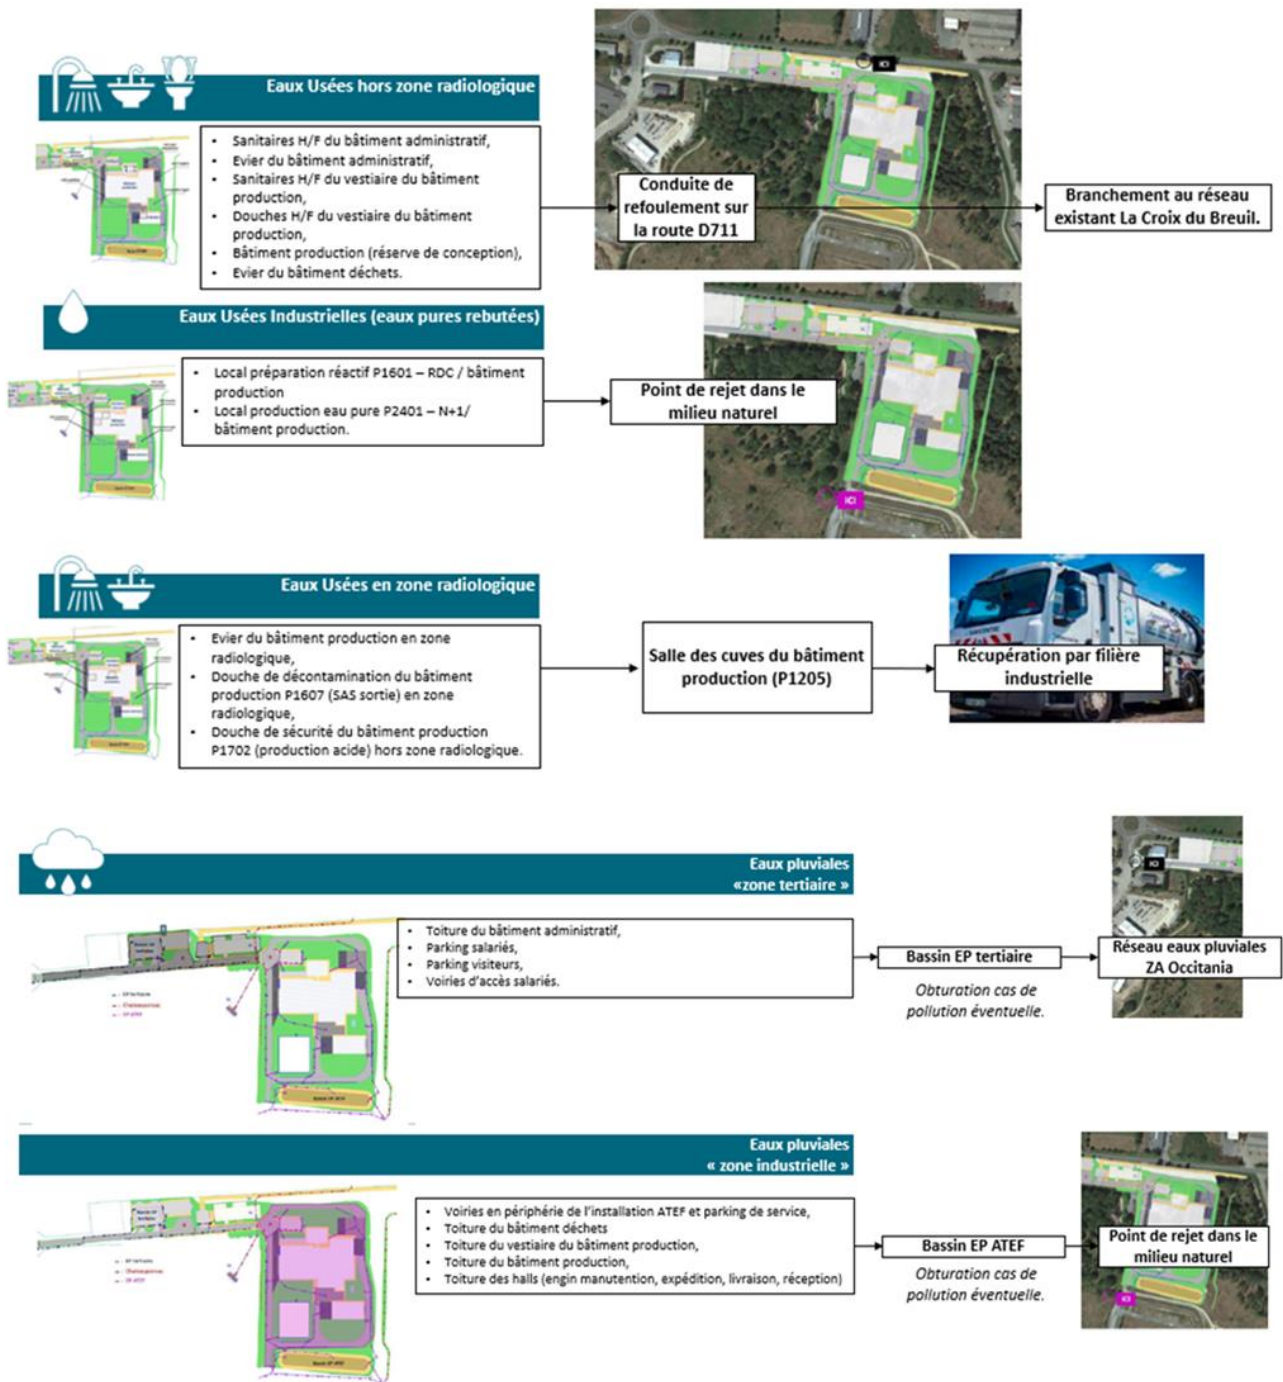 Eaux Usées hors zone radiologique
• Sanitaires H/F du bâtiment administratif,
• Evier du bâtiment administratif,
• Sanitaires H/F du vestiaire du bâtiment
production,
• Douches H/F du vestiaire du bâtiment
production,
• Bâtiment production (réserve de conception),
• Evier du bâtiment déchets.
ICI
Conduite de
refoulement sur
la route D711
Branchement au réseau
existant La Croix du Breuil.
Eaux Usées Industrielles (eaux pures rebutées)
• Local préparation réactif P1601 – RDC / bâtiment
production
• Local production eau pure P2401 – N+1/
bâtiment production.
Point de rejet dans le
milieu naturel
ICI
Eaux Usées en zone radiologique
• Evier du bâtiment production en zone
radiologique,
• Douche de décontamination du bâtiment
production P1607 (SAS sortie) en zone
radiologique,
• Douche de sécurité du bâtiment production
P1702 (production acide) hors zone radiologique.
Salle des cuves du bâtiment
production (P1205)
Récupération par filière
industrielle
Eaux pluviales
«zone tertiaire »
• Toiture du bâtiment administratif,
• Parking salariés,
• Parking visiteurs,
• Voiries d'accès salariés.
Bassin EP ATEF
Bassin EP tertiaire
Obturation cas de
pollution éventuelle.
ICI
Réseau eaux pluviales
ZA Occitania
Eaux pluviales
« zone industrielle »
• Voiries en périphérie de l'installation ATEF et parking de service,
• Toiture du bâtiment déchets
• Toiture du vestiaire du bâtiment production,
• Toiture du bâtiment production,
• Toiture des halls (engin manutention, expédition, livraison, réception)
Bassin EP ATEF
Bassin EP ATEF
Obturation cas de
pollution éventuelle.
Point de rejet dans le
milieu naturel
ICI